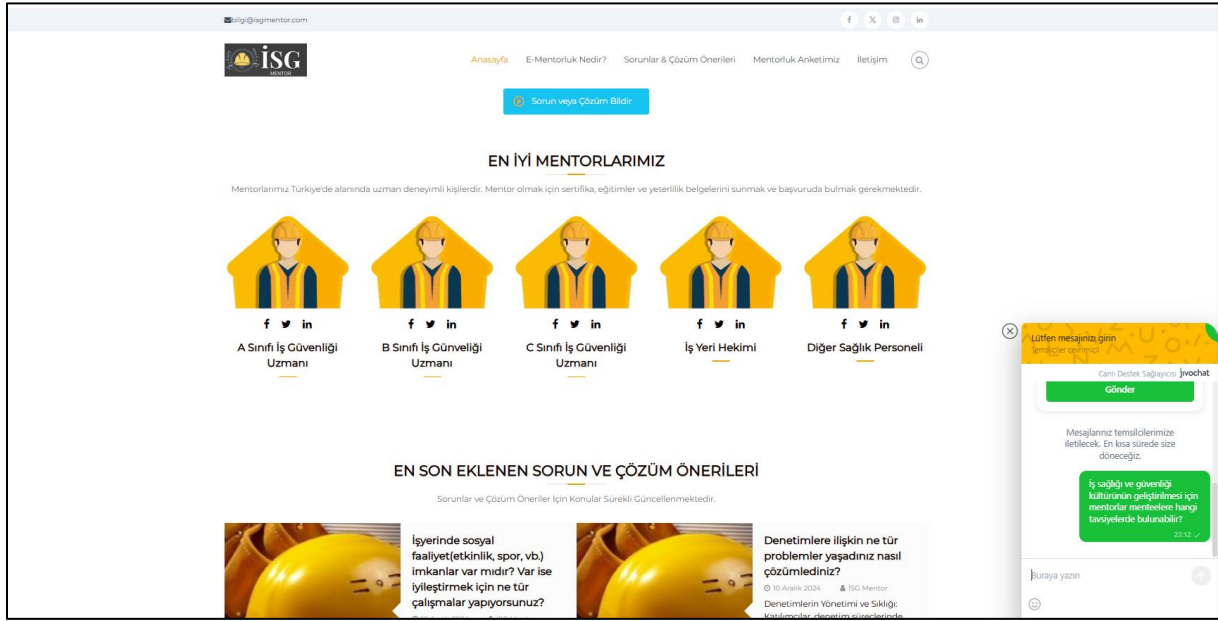 bilgi@isgmentor.com
İSG
MENTOR
Anasayfa E-Mentorluk Nedir? Sorunlar & Çözüm Önerileri Mentorluk Anketimiz İletişim
Sorun veya Çözüm Bildir
EN İYİ MENTORLARIMIZ
Mentorlarımız Türkiye'de alanında uzman deneyimli kişilerdir. Mentor olmak için sertifika, eğitimler ve yeterlilik belgelerini sunmak ve başvuruda bulmak gerekmektedir.
A Sınıfı İş Güvenliği
Uzmanı
B Sınıfı İş Günveliği
Uzmanı
C Sınıfı İş Güvenliği
Uzmanı
İş Yeri Hekimi
Diğer Sağlık Personeli
EN SON EKLENEN SORUN VE ÇÖZÜM ÖNERİLERİ
Sorunlar ve Çözüm Öneriler İçin Konular Sürekli Güncellenmektedir.
İşyerinde sosyal
faaliyet(etkinlik, spor, vb.)
imkanlar var mıdır? Var ise
iyileştirmek için ne tür
çalışmalar yapıyorsunuz?
Denetimlere ilişkin ne tür
problemler yaşadınız nasıl
çözümlediniz?
10 Aralık 2024 İSG Mentor
Denetimlerin Yönetimi ve Sıklığı:
Katılımcılar, denetim süreçlerinde
Lütfen mesajınızı girin
Temsilciler çevrimiçi!
Canlı Destek Sağlayıcısı jivochat
Gönder
Mesajlarınız temsilcilerimize
iletilecek. En kısa sürede size
döneceğiz.
İş sağlığı ve güvenliği
kültürünün geliştirilmesi için
mentorlar menteelere hangi
tavsiyelerde bulunabilir?
23:12
Buraya yazın